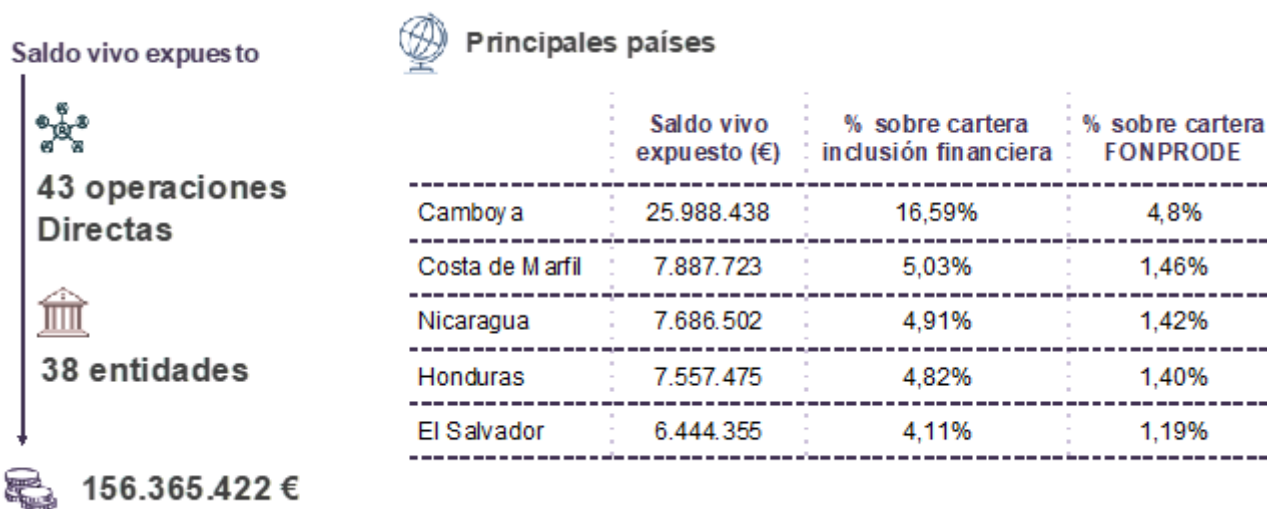 Saldo vivo expuesto
43 operaciones
Directas
38 entidades
156.365.422 €
Principales países
Saldo vivo
expuesto (€)
% sobre cartera
inclusión financiera
% sobre cartera
FONPRODE
Camboya 25.988.438 16,59% 4,8%
Costa de Marfil 7.887.723 5,03% 1,46%
Nicaragua 7.686.502 4,91% 1,42%
Honduras 7.557.475 4,82% 1,40%
El Salvador 6.444.355 4,11% 1,19%